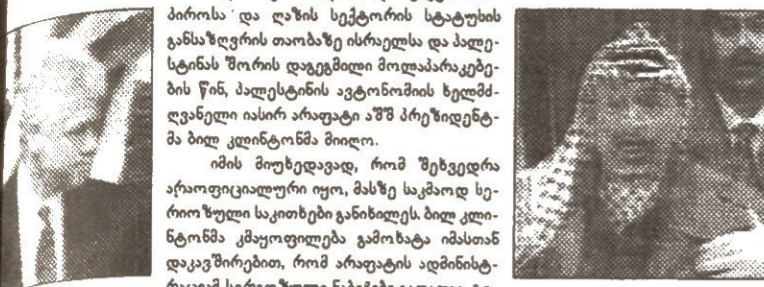 პიროსა და ღაზის სექტორის სტატუსის
განსაზღვრის თაობაზე ისრაელსა და პალე-
სტინას შორის დაგეგმილი მოლაპარაკებე-
ბის წინ, პალესტინის ავტონომიის ხელმძ-
ღვანელი იასირ არაფატი აშშ პრეზიდენტ-
მა ბილ კლინტონმა მიიღო.
იმის მიუხედავად, რომ შეხვედრა
არაოფიციალური იყო, მასზე საკმაოდ სე-
რიოზული საკითხები განიხილეს. ბილ კლი-
ნტონმა კმაყოფილება გამოხატა იმასთან
დაკავშირებით, რომ არაფატის ადმინისტ-